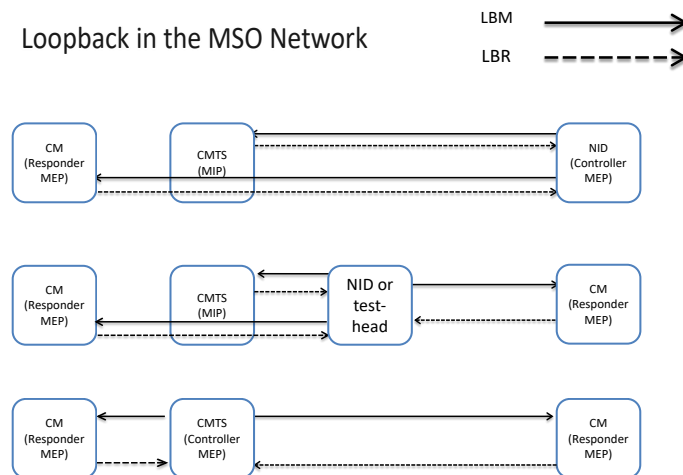 Loopback in the MSO Network
LBM
LBR
CM
(Responder
MEP)
CMTS
(MIP)
NID
(Controller
MEP)
CM
(Responder
MEP)
CMTS
(MIP)
NID or
test-
head
CM
(Responder
MEP)
CM
(Responder
MEP)
CMTS
(Controller
MEP)
CM
(Responder
MEP)